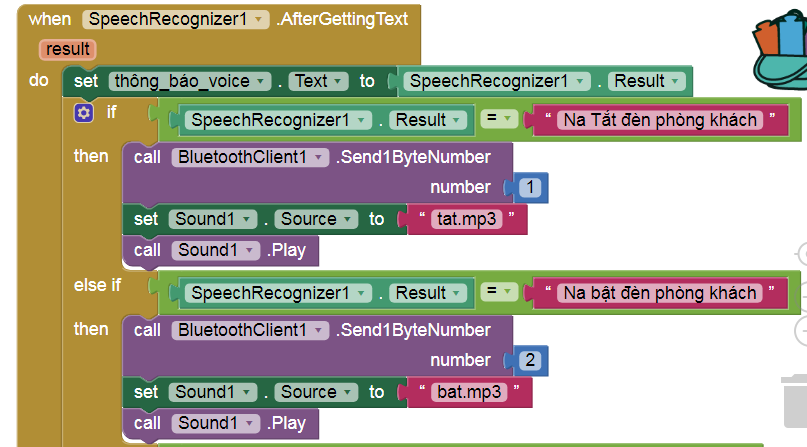 when SpeechRecognizer1 .AfterGettingText
result
do set thông_báo_voice . Text to SpeechRecognizer1 . Result
if SpeechRecognizer1 . Result = “ Na Tắt đèn phòng khách ”
then call BluetoothClient1 .Send1ByteNumber
number 1
set Sound1 . Source to “ tat.mp3 ”
call Sound1 .Play
else if SpeechRecognizer1 . Result = “ Na bật đèn phòng khách ”
then call BluetoothClient1 .Send1ByteNumber
number 2
set Sound1 . Source to “ bat.mp3 ”
call Sound1 .Play